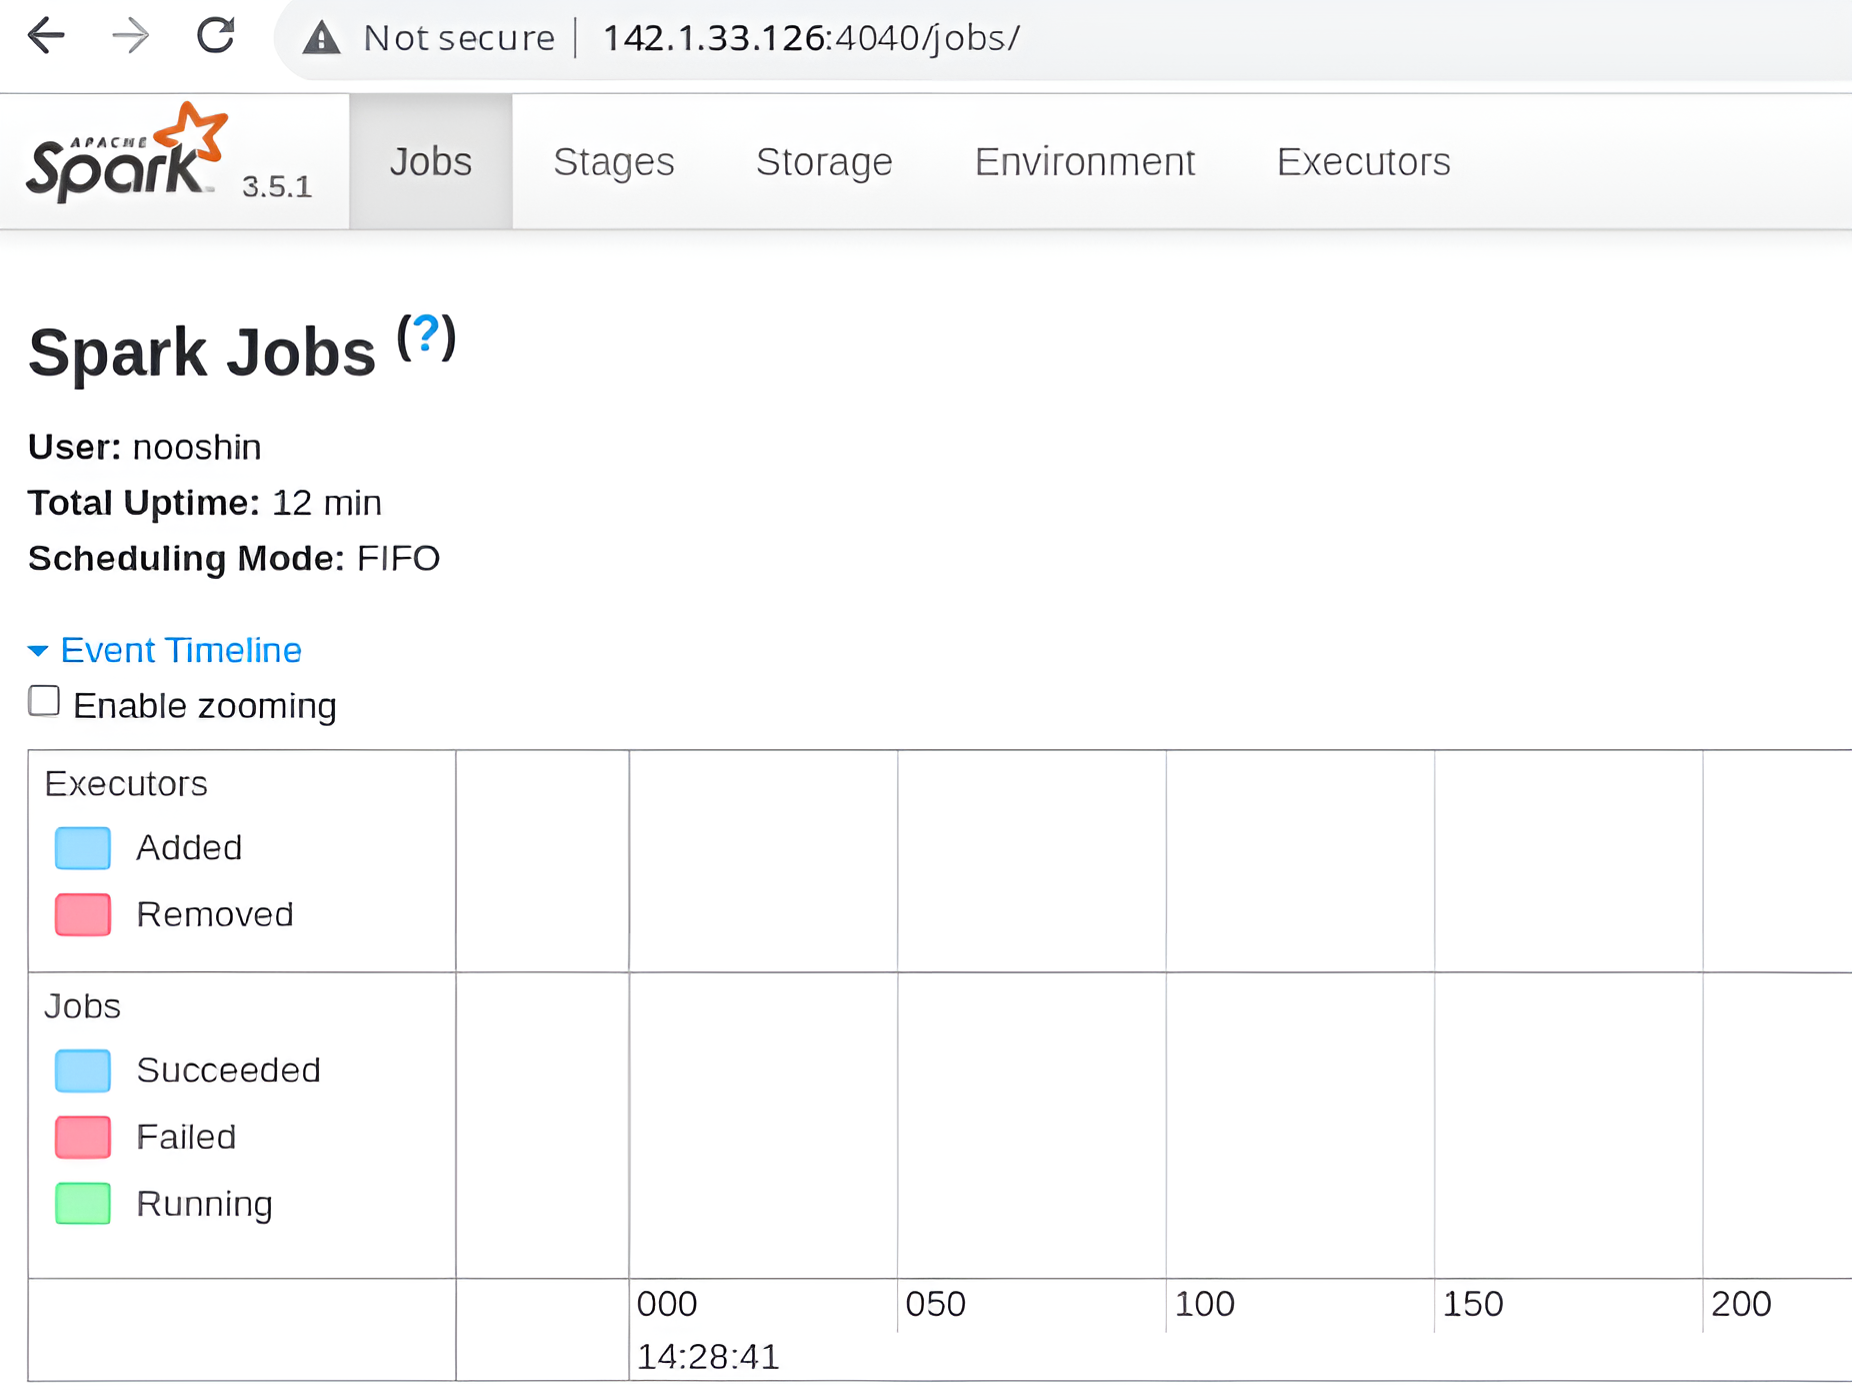 Not secure | 142.1.33.126:4040/jobs/
APACHE Spark 3.5.1 Jobs Stages Storage Environment Executors
Spark Jobs (?)
User: nooshin
Total Uptime: 12 min
Scheduling Mode: FIFO
Event Timeline
Enable zooming
Executors
Added
Removed
Jobs
Succeeded
Failed
Running
000 050 100 150 200
14:28:41